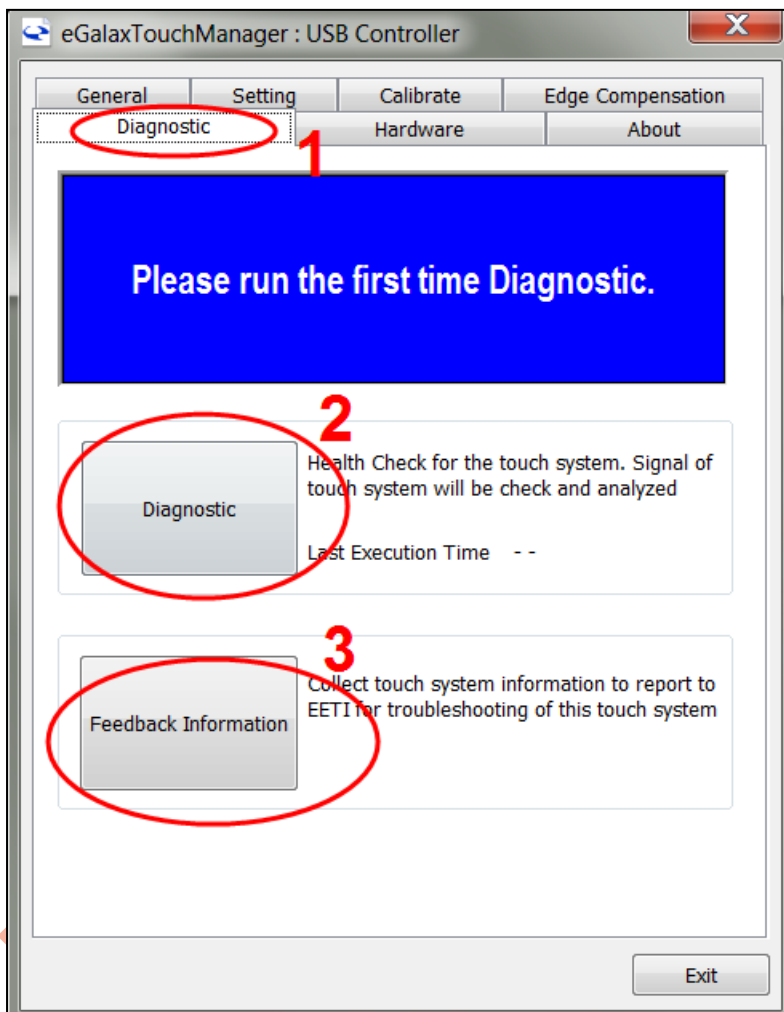 eGalaxTouchManager : USB Controller
X
General
Setting
Calibrate
Edge Compensation
Diagnostic
Hardware
About
1
Please run the first time Diagnostic.
2
Diagnostic
Health Check for the touch system. Signal of
touch system will be check and analyzed
Last Execution Time - -
3
Feedback Information
Collect touch system information to report to
EETI for troubleshooting of this touch system
Exit